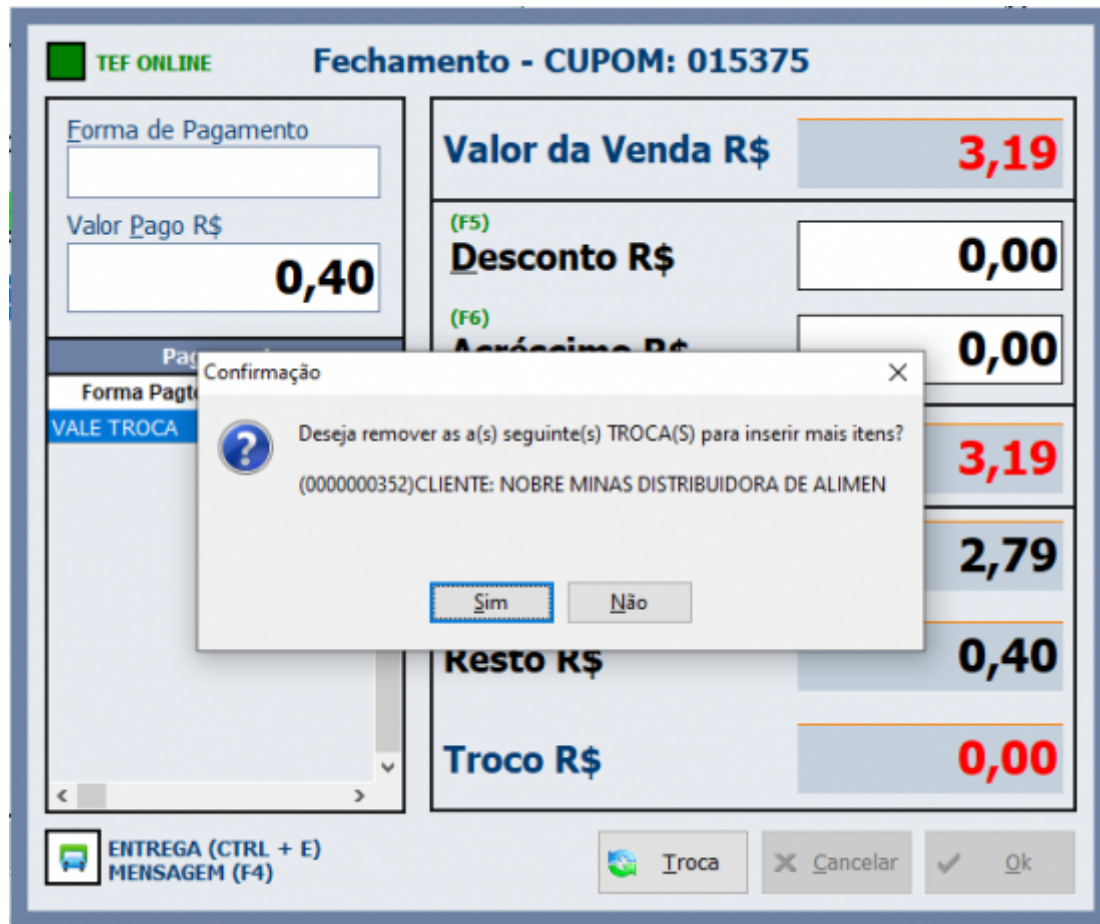 TEF ONLINE
Fechamento - CUPOM: 015375
Forma de Pagamento
Valor Pago R$
0,40
Forma Pagto
VALE TROCA
Valor da Venda R$ 3,19
(F5)
Desconto R$ 0,00
(F6)
Acréscimo R$ 0,00
3,19
2,79
Resto R$ 0,40
Troco R$ 0,00
Confirmação
Deseja remover as a(s) seguinte(s) TROCA(S) para inserir mais itens?
(0000000352)CLIENTE: NOBRE MINAS DISTRIBUIDORA DE ALIMEN
Sim
Não
ENTREGA (CTRL + E)
MENSAGEM (F4)
Troca
Cancelar
Ok